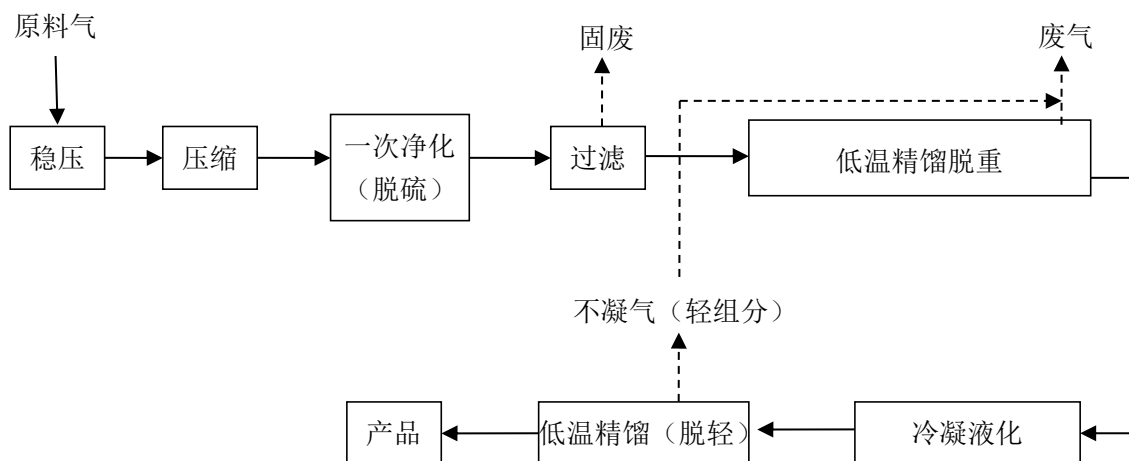 原料气
固废
废气
稳压
压缩
一次净化
（脱硫）
过滤
低温精馏脱重
不凝气（轻组分）
产品
低温精馏（脱轻）
冷凝液化